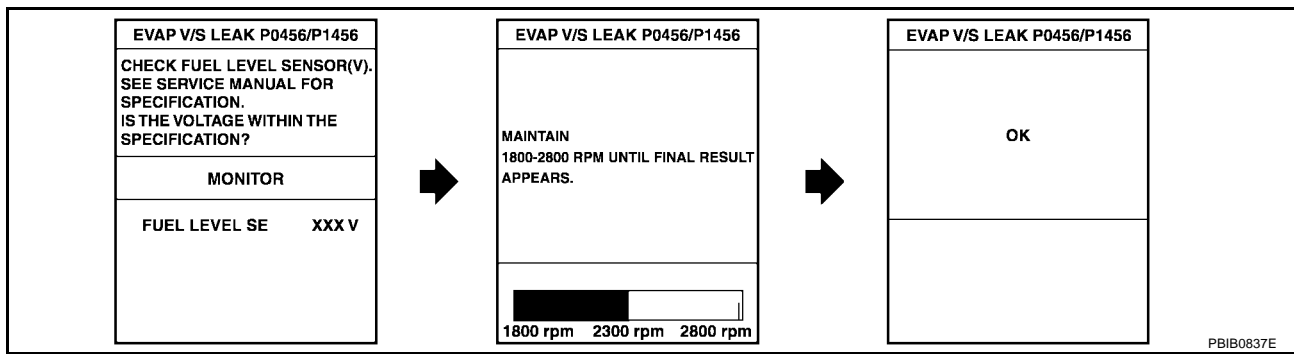 EVAP V/S LEAK P0456/P1456
CHECK FUEL LEVEL SENSOR(V).
SEE SERVICE MANUAL FOR
SPECIFICATION.
IS THE VOLTAGE WITHIN THE
SPECIFICATION?
MONITOR
FUEL LEVEL SE XXX V
EVAP V/S LEAK P0456/P1456
MAINTAIN
1800-2800 RPM UNTIL FINAL RESULT
APPEARS.
1800 rpm 2300 rpm 2800 rpm
EVAP V/S LEAK P0456/P1456
OK
PBIB0837E